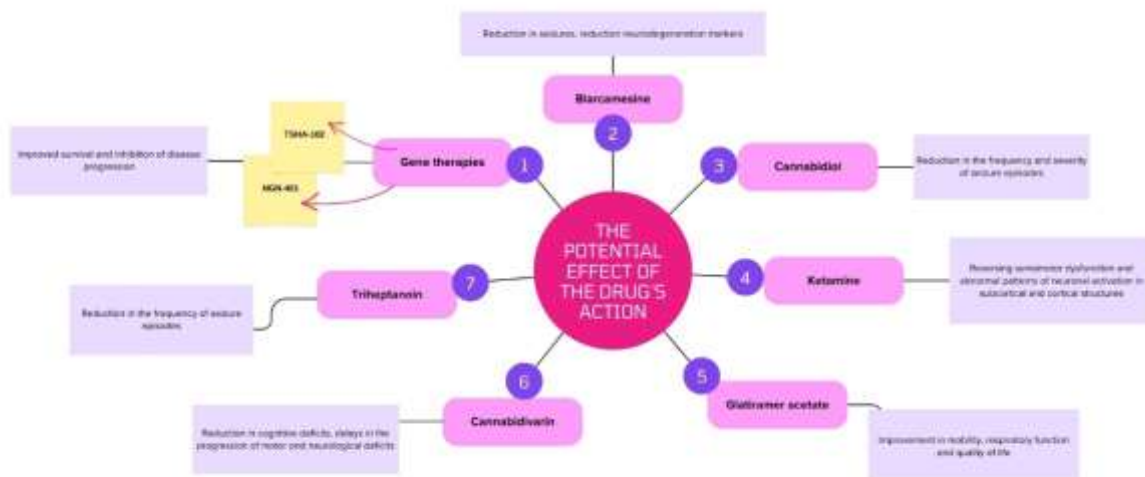 Reduction in seizures, reduction neurodegeneration markers
Blarcamesine
2
TSHA-102
Improved survival and inhibition of disease
progression
NGN-401
Gene therapies
1
3
Cannabidiol
Reduction in the frequency and severity
of seizure episodes
THE
POTENTIAL
EFFECT OF
THE DRUG'S
ACTION
4
Ketamine
Reversing sensorimotor dysfunction and
abnormal patterns of neuronal activation in
subcortical and cortical structures
Triheptanoin
7
Reduction in the frequency of seizure
episodes
5
Glatiramer acetate
6
Cannabidivarin
Reduction in cognitive deficits, delays in the
progression of motor and neurological deficits
Improvement in mobility, respiratory function
and quality of life